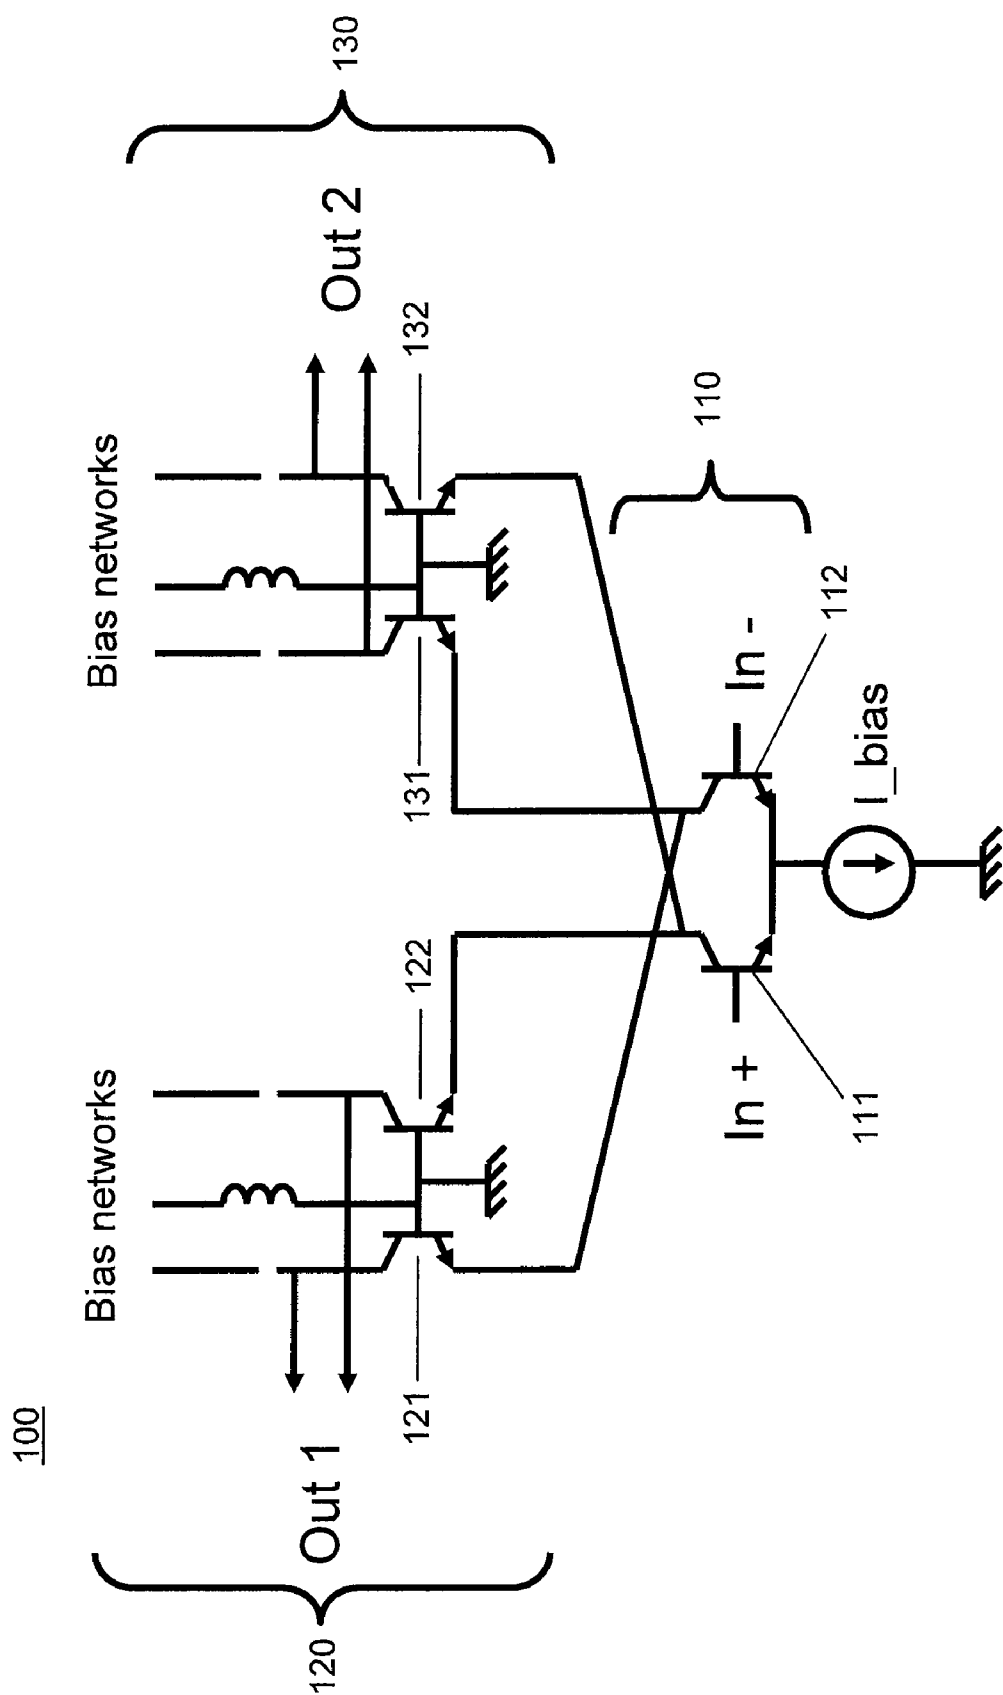 100
Bias networks
Bias networks
120
Out 1
Out 2
130
121
122
131
132
110
In +
In -
111
112
I_bias